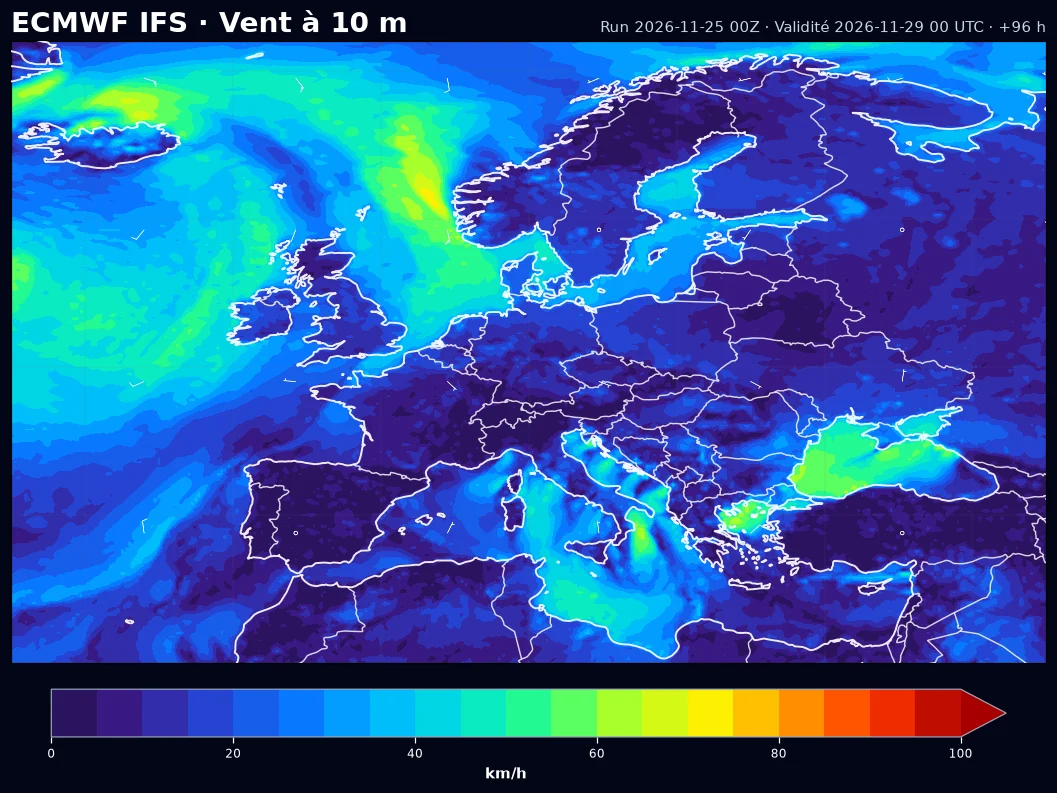 ECMWF IFS · Vent à 10 m
Run 2026-11-25 00Z · Validité 2026-11-29 00 UTC · +96 h
0 20 40 60 80 100
km/h